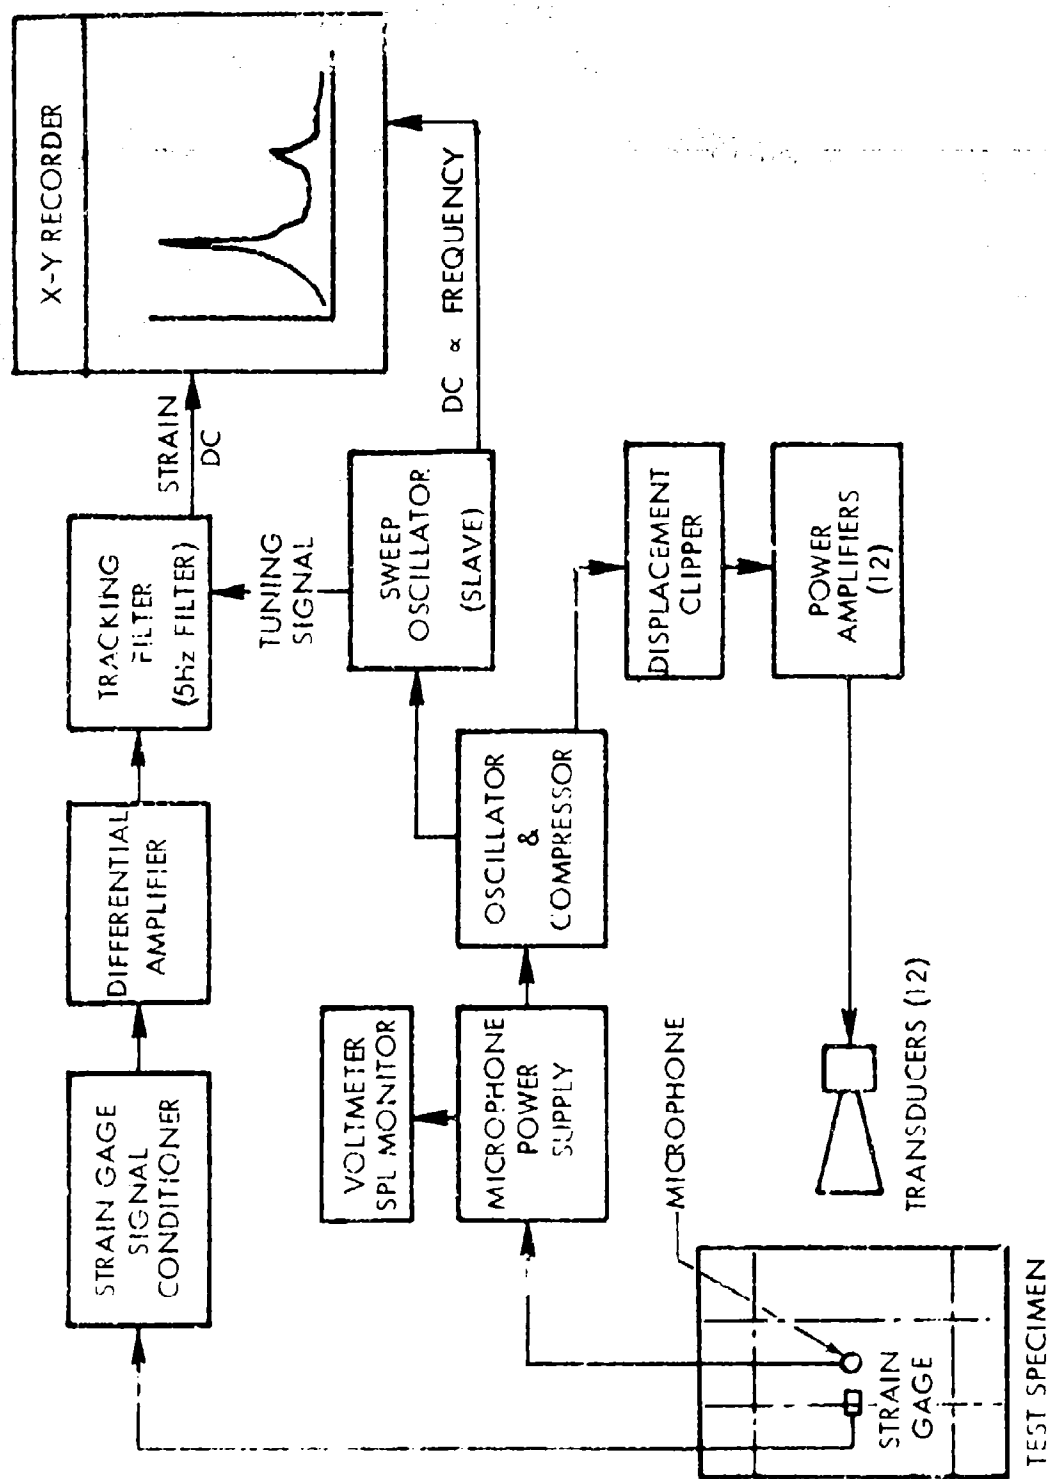 X-Y RECORDER
STRAIN
DC
DC ∝ FREQUENCY
TRACKING
FILTER
(5hz FILTER)
TUNING
SIGNAL
SWEEP
OSCILLATOR
(SLAVE)
DISPLACEMENT
CLIPPER
POWER
AMPLIFIERS
(12)
DIFFERENTIAL
AMPLIFIER
OSCILLATOR
&
COMPRESSOR
STRAIN GAGE
SIGNAL
CONDITIONER
VOLTMETER
SPL MONITOR
MICROPHONE
POWER
SUPPLY
MICROPHONE
TRANSDUCERS (12)
STRAIN
GAGE
TEST SPECIMEN